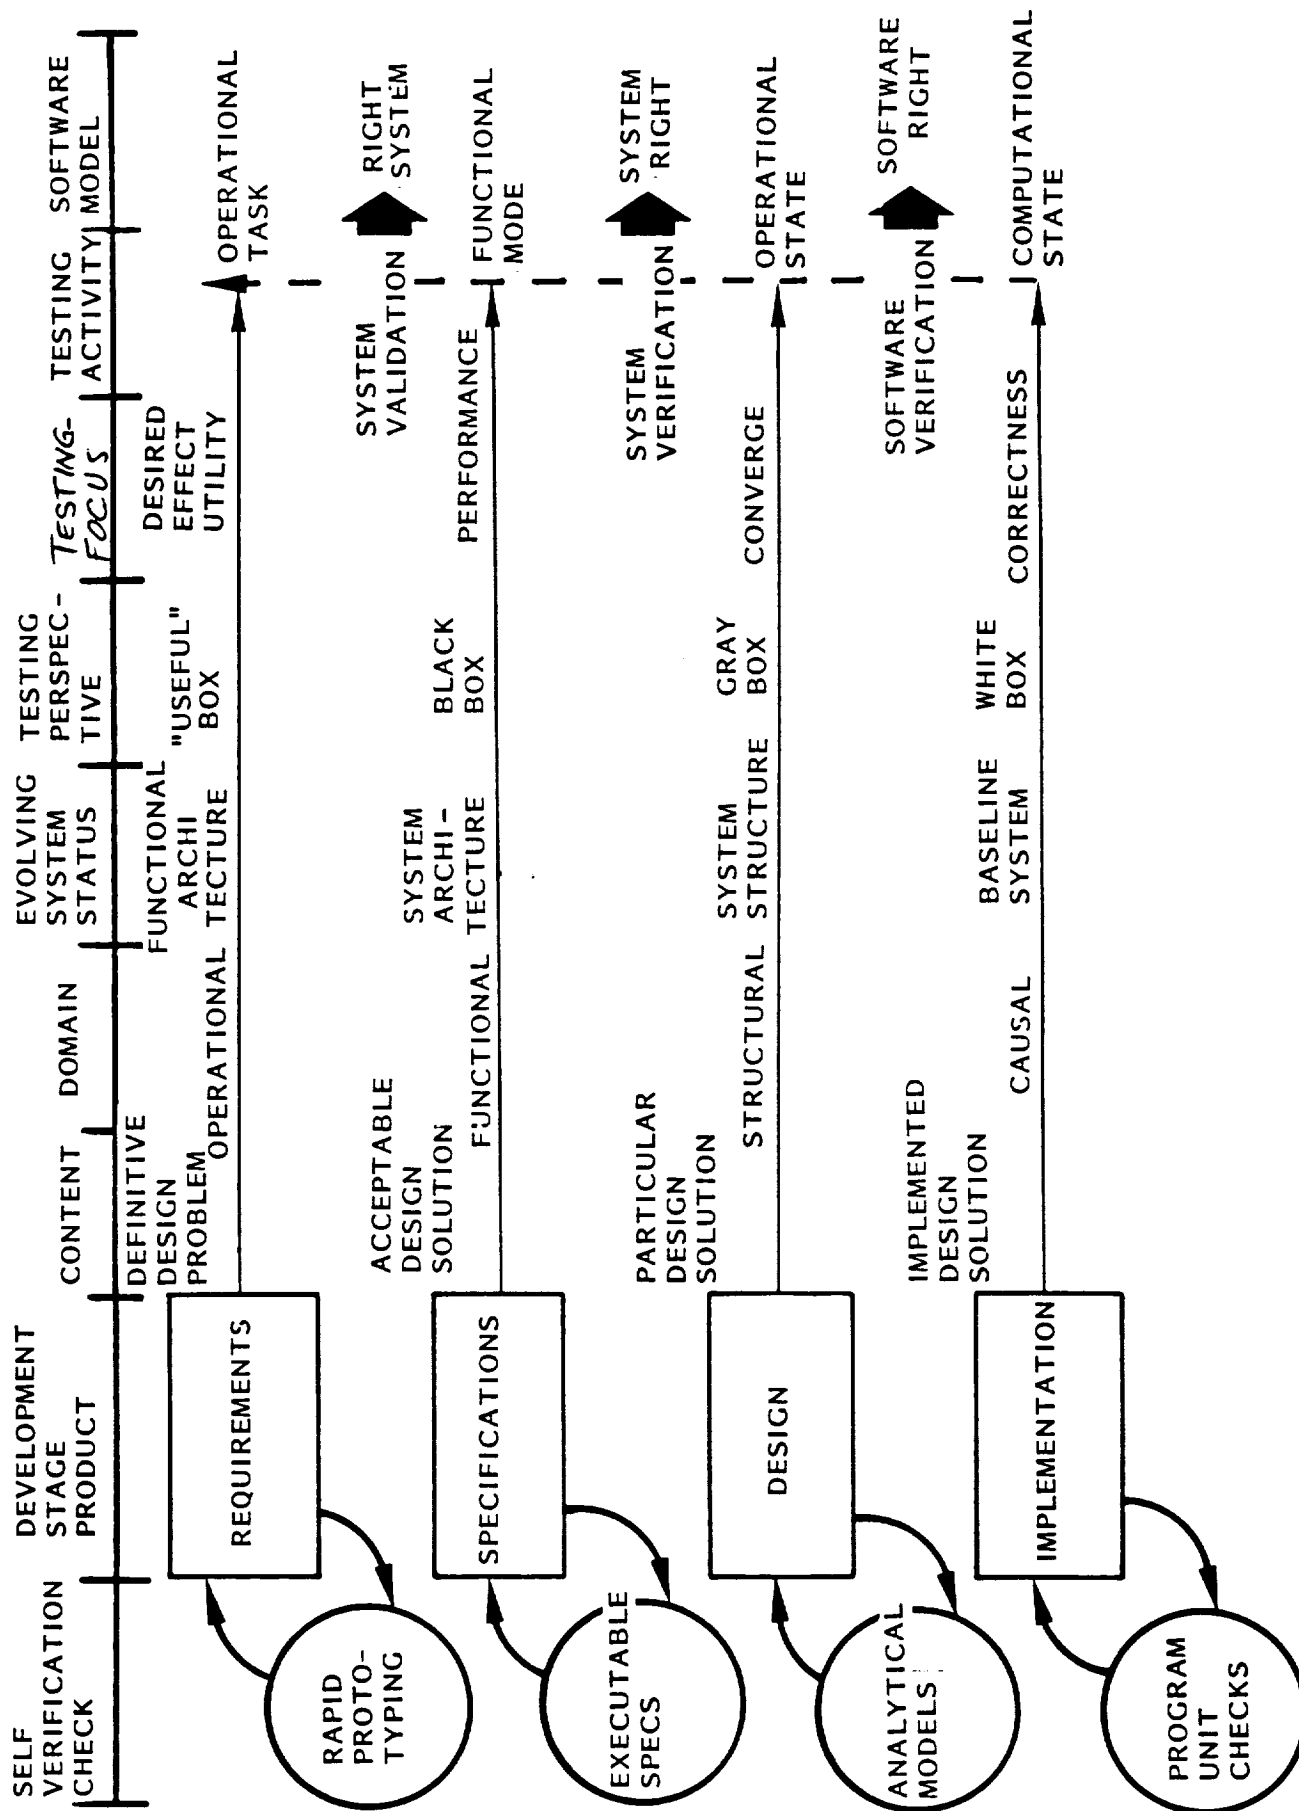 SELF
VERIFICATION
CHECK
DEVELOPMENT
STAGE
PRODUCT
CONTENT
DOMAIN
EVOLVING
SYSTEM
STATUS
TESTING
PERSPEC-
TIVE
TESTING-
FOCUS
TESTING
ACTIVITY
SOFTWARE
MODEL
RAPID
PROTO-
TYPING
REQUIREMENTS
DEFINITIVE
DESIGN
PROBLEM
OPERATIONAL
FUNCTIONAL
ARCHI
TECTURE
"USEFUL"
BOX
DESIRED
EFFECT
UTILITY
OPERATIONAL
TASK
SYSTEM
VALIDATION
RIGHT
SYSTEM
EXECUTABLE
SPECS
SPECIFICATIONS
ACCEPTABLE
DESIGN
SOLUTION
FUNCTIONAL
SYSTEM
ARCHI-
TECTURE
BLACK
BOX
PERFORMANCE
FUNCTIONAL
MODE
SYSTEM
VERIFICATION
SYSTEM
RIGHT
ANALYTICAL
MODELS
DESIGN
PARTICULAR
DESIGN
SOLUTION
STRUCTURAL
SYSTEM
STRUCTURE
GRAY
BOX
CONVERGE
OPERATIONAL
STATE
SOFTWARE
VERIFICATION
SOFTWARE
RIGHT
PROGRAM
UNIT
CHECKS
IMPLEMENTATION
IMPLEMENTED
DESIGN
SOLUTION
CAUSAL
BASELINE
SYSTEM
WHITE
BOX
CORRECTNESS
COMPUTATIONAL
STATE